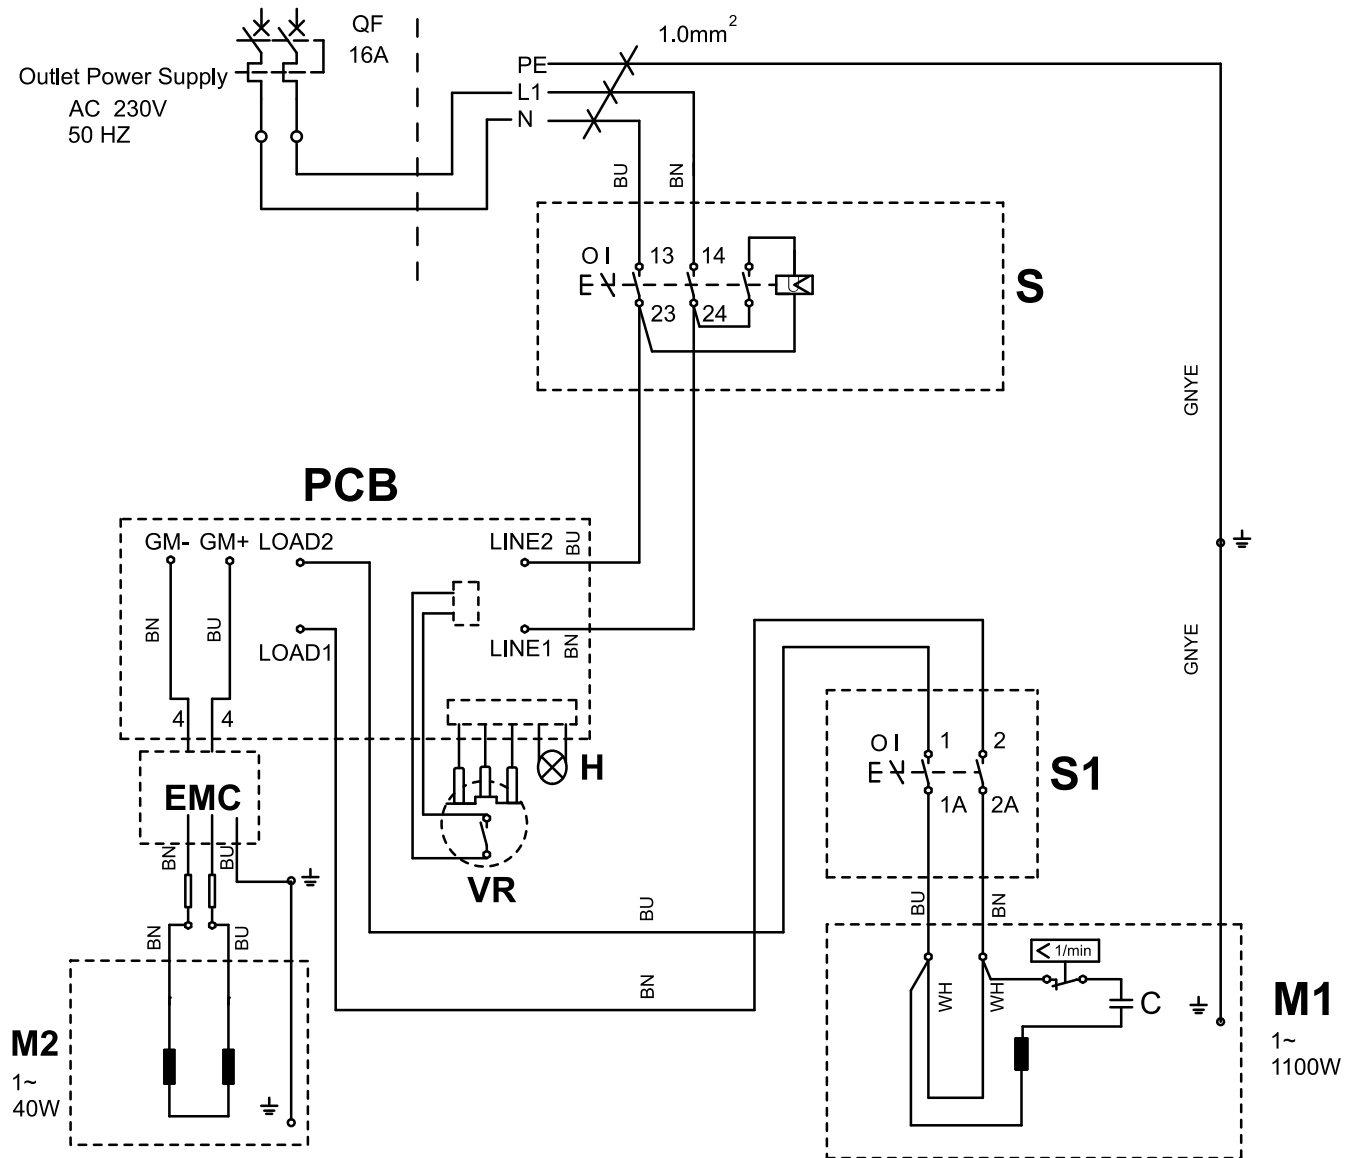 QF
16A
1.0mm²
Outlet Power Supply
AC 230V
50 HZ
PE
L1
N
BU
BN
O I
13
14
23
24
U<
S
GNYE
PCB
GM-
GM+
LOAD2
LINE2
BU
BN
BU
LOAD1
LINE1
BN
GNYE
4
4
H
O I
1
2
1A
2A
S1
EMC
BN
BU
VR
BN
BU
BU
BN
BU
BN
< 1/min
WH
WH
C
M1
1~
1100W
M2
1~
40W